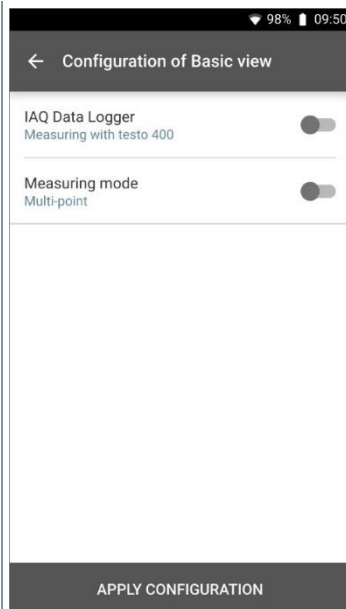 98% 09:50
Configuration of Basic view
IAQ Data Logger
Measuring with testo 400
Measuring mode
Multi-point
APPLY CONFIGURATION